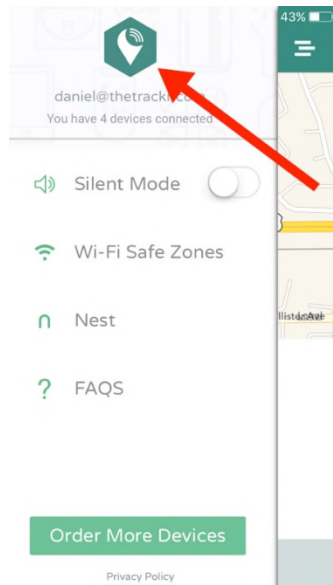 43%
daniel@thetrackr
You have 4 devices connected
Silent Mode
Wi-Fi Safe Zones
Nest
FAQS
Order More Devices
Privacy Policy